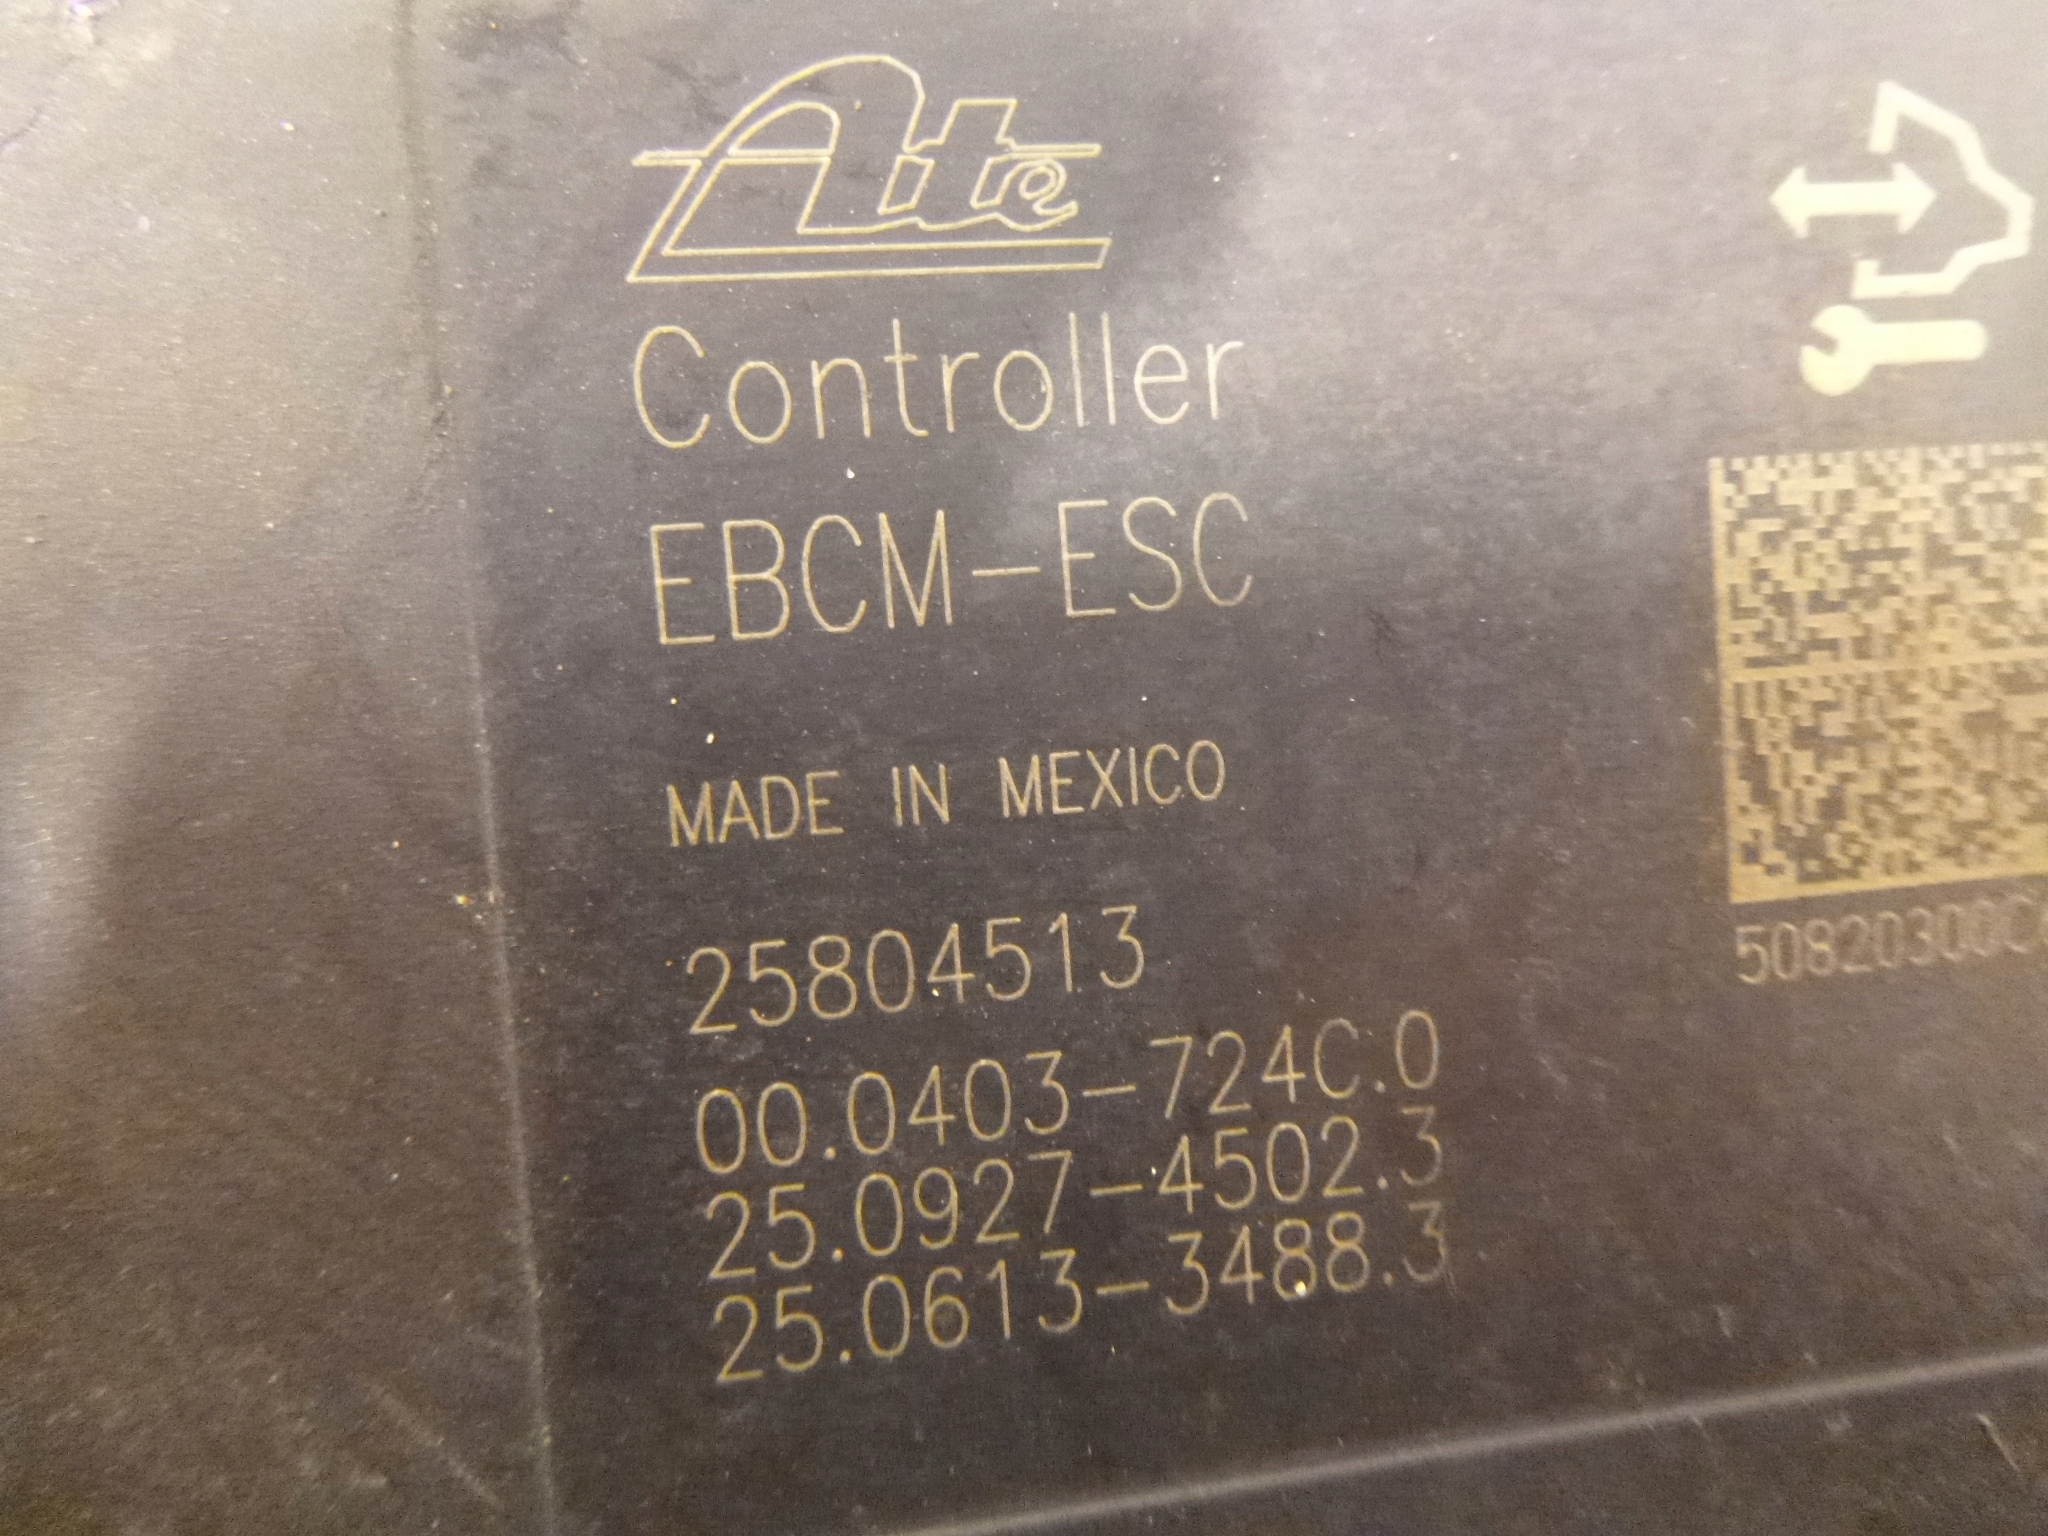 Ate
Controller
EBCM-ESC
MADE IN MEXICO
25804513
00.0403-724C.0
25.0927-4502.3
25.0613-3488.3